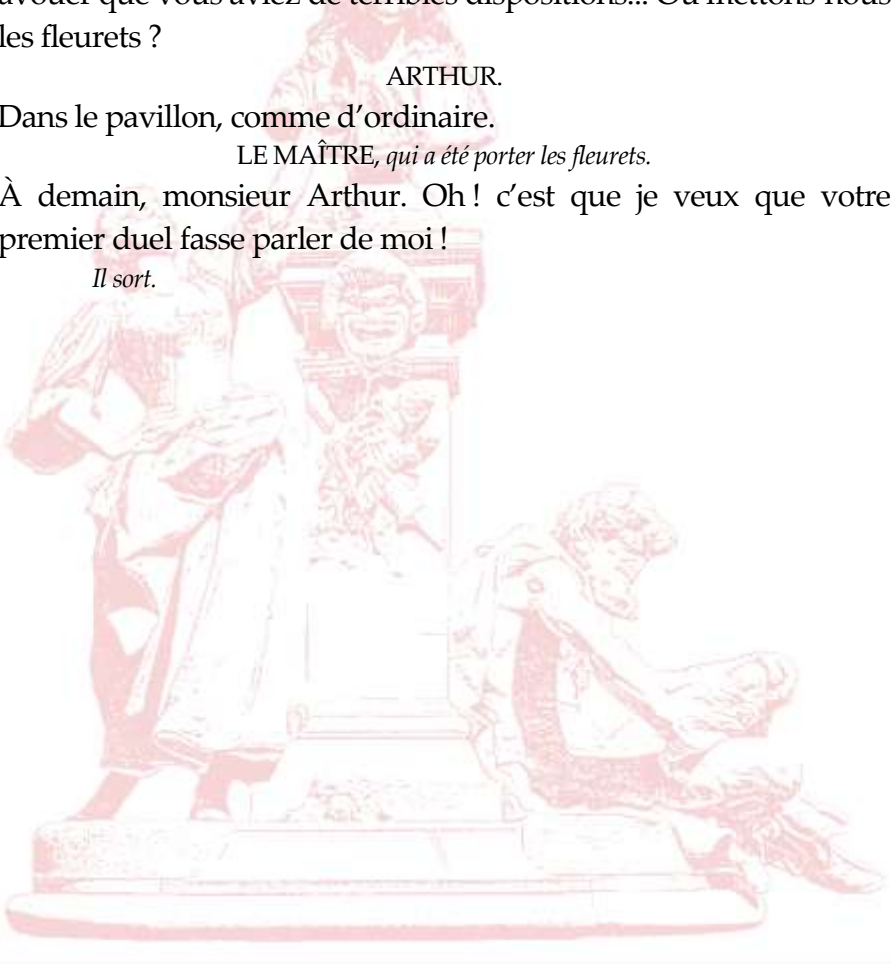 avouer que vous aviez de terribles dispositions... Où mettons-nous
les fleurets ?
ARTHUR.
Dans le pavillon, comme d’ordinaire.
LE MAÎTRE, qui a été porter les fleurets.
À demain, monsieur Arthur. Oh ! c’est que je veux que votre
premier duel fasse parler de moi !
Il sort.